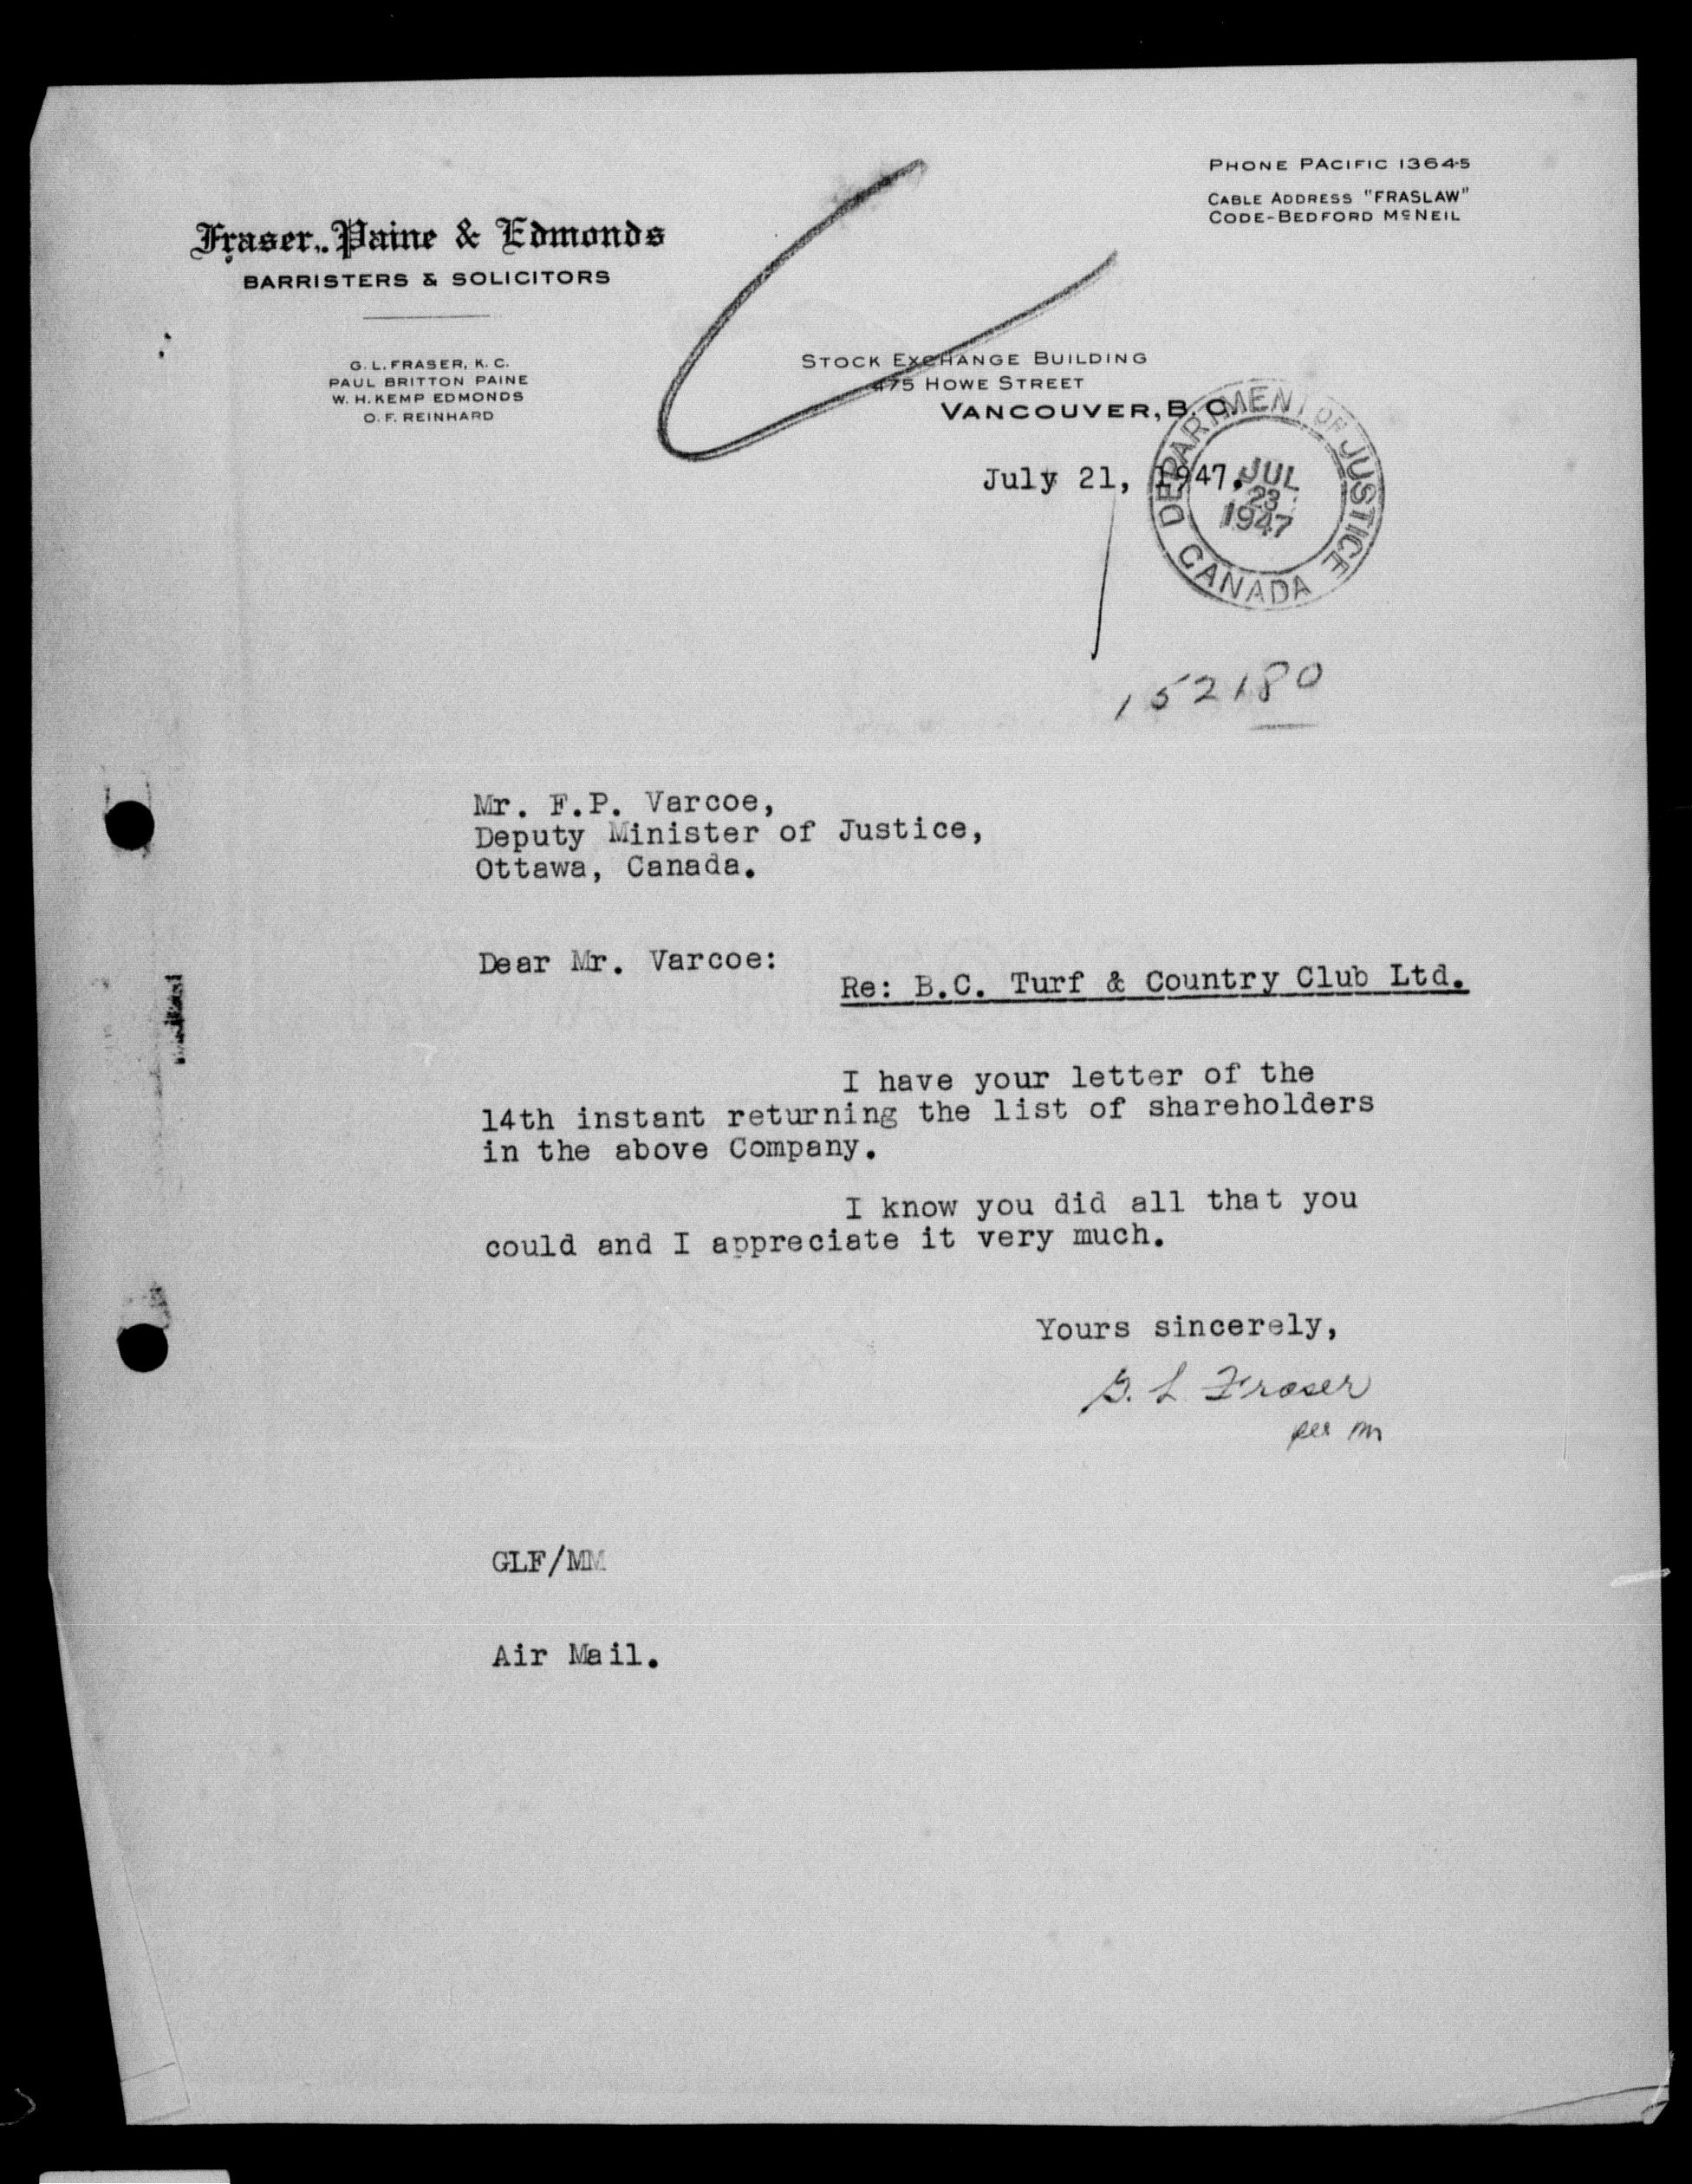 PHONE PACIFIC 1364-5
CABLE ADDRESS "FRASLAW"
CODE-BEDFORD McNEIL
Fraser, Paine & Edmonds
BARRISTERS & SOLICITORS
G. L. FRASER, K. C.
PAUL BRITTON PAINE
W. H. KEMP EDMONDS
O. F. REINHARD
STOCK EXCHANGE BUILDING
475 HOWE STREET
VANCOUVER, B. C.
July 21, 1947.
DEPARTMENT OF JUSTICE
JUL
23
1947
CANADA
152180
Mr. F.P. Varcoe,
Deputy Minister of Justice,
Ottawa, Canada.
Dear Mr. Varcoe:
Re: B.C. Turf & Country Club Ltd.
I have your letter of the
14th instant returning the list of shareholders
in the above Company.
I know you did all that you
could and I appreciate it very much.
Yours sincerely,
G. L Fraser
per
GLF/MM
Air Mail.